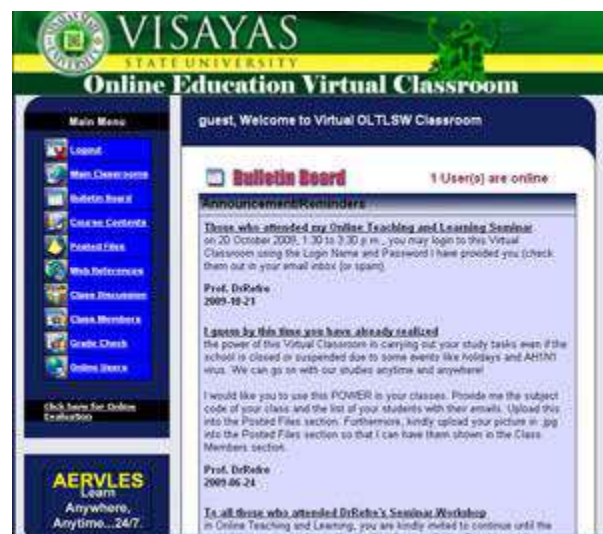 VISAYAS
STATE UNIVERSITY
Online Education Virtual Classroom
Main Menu
Logout
Main Classrooms
Bulletin Board
Course Contents
Posted Files
Web References
Class Discussion
Class Members
Grade Check
Online Users
Click here for Online
Evaluation
AERVLES
Learn
Anywhere,
Anytime...24/7.
guest, Welcome to Virtual OLTLSW Classroom
Bulletin Board
1 User(s) are online
Announcement/Reminders
Those who attended my Online Teaching and Learning Seminar
on 20 October 2009, 1:30 to 3:30 p.m., you may login to this Virtual
Classroom using the Login Name and Password I have provided you (check
them out in your email inbox (or spam).
Prof. DrRefre
2009-10-21
I guess by this time you have already realized
the power of this Virtual Classroom in carrying out your study tasks even if the
school is closed or suspended due to some events like holidays and AH1N1
virus. We can go on with our studies anytime and anywhere!
I would like you to use this POWER in your classes. Provide me the subject
code of your class and the list of your students with their emails. Upload this
into the Posted Files section. Furthermore, kindly upload your picture in .jpg
into the Posted Files section so that I can have them shown in the Class
Members section.
Prof. DrRefre
2009-06-24
To all those who attended DrRefre's Seminar Workshop
in Online Teaching and Learning, you are kindly invited to continue until the